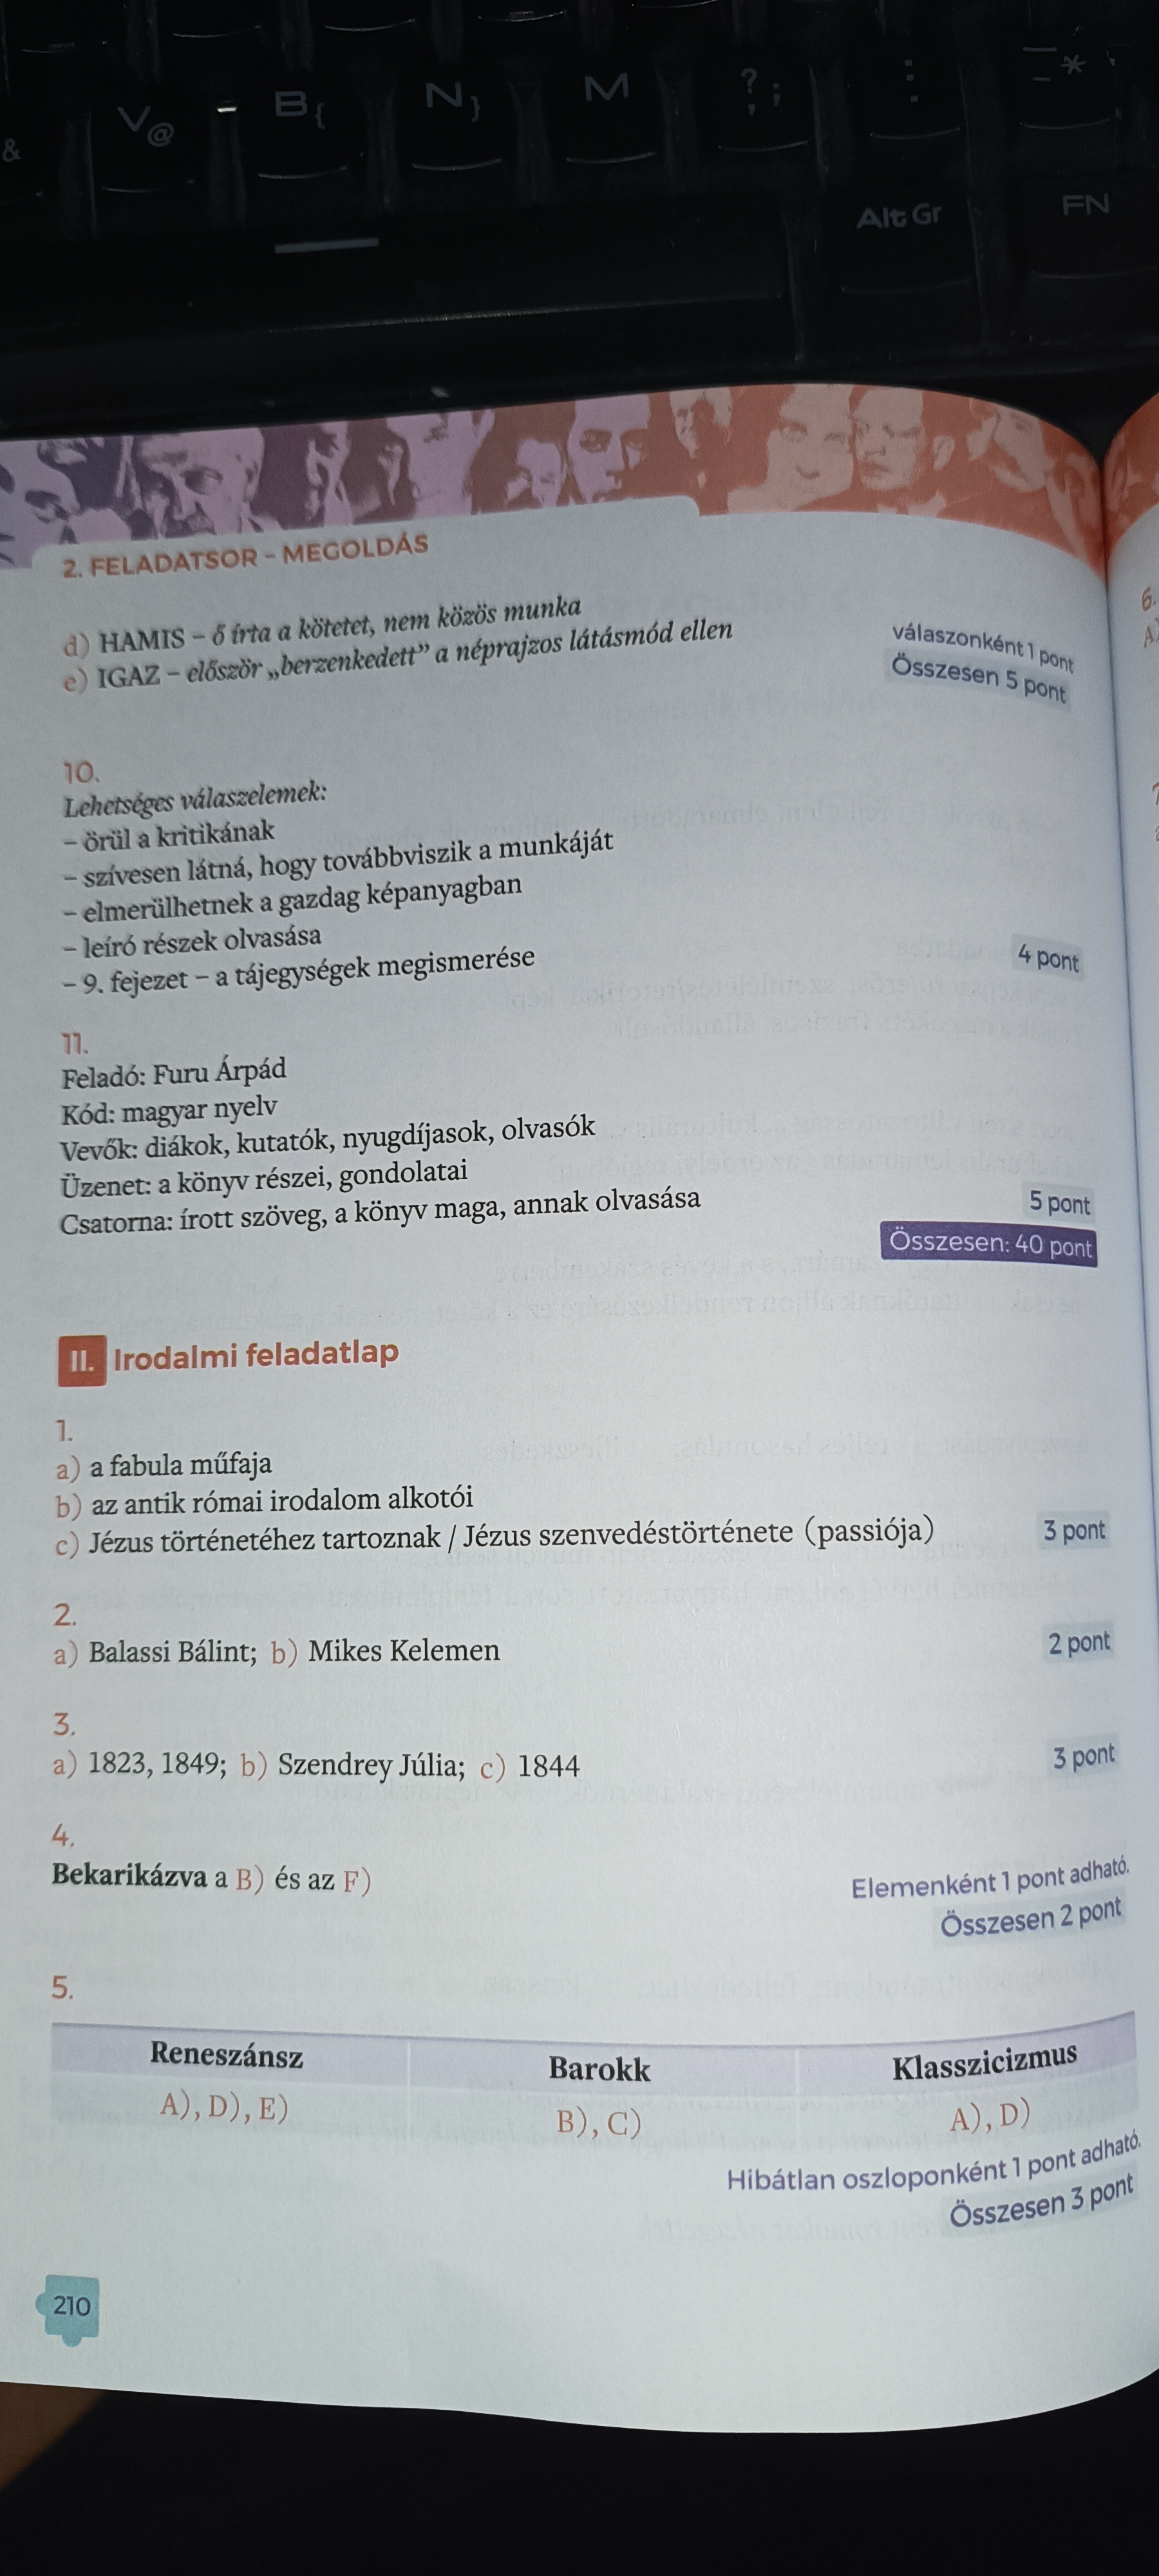 &
V@
B{
N}
M
?
, ;
:
.
—
- *
Alt Gr
FN
2. FELADATSOR – MEGOLDÁS
d) HAMIS – ő írta a kötetet, nem közös munka
e) IGAZ – először „berzenkedett” a néprajzos látásmód ellen
válaszonként 1 pont
Összesen 5 pont
10.
Lehetséges válaszelemek:
– örül a kritikának
– szívesen látná, hogy továbbviszik a munkáját
– elmerülhetnek a gazdag képanyagban
– leíró részek olvasása
– 9. fejezet – a tájegységek megismerése
4 pont
11.
Feladó: Furu Árpád
Kód: magyar nyelv
Vevők: diákok, kutatók, nyugdíjasok, olvasók
Üzenet: a könyv részei, gondolatai
Csatorna: írott szöveg, a könyv maga, annak olvasása
5 pont
Összesen: 40 pont
II. Irodalmi feladatlap
1.
a) a fabula műfaja
b) az antik római irodalom alkotói
c) Jézus történetéhez tartoznak / Jézus szenvedéstörténete (passiója)
3 pont
2.
a) Balassi Bálint; b) Mikes Kelemen
2 pont
3.
a) 1823, 1849; b) Szendrey Júlia; c) 1844
3 pont
4.
Bekarikázva a B) és az F)
Elemenként 1 pont adható.
Összesen 2 pont
5.
Reneszánsz Barokk Klasszicizmus
A), D), E) B), C) A), D)
Hibátlan oszloponként 1 pont adható.
Összesen 3 pont
210
6.
A)